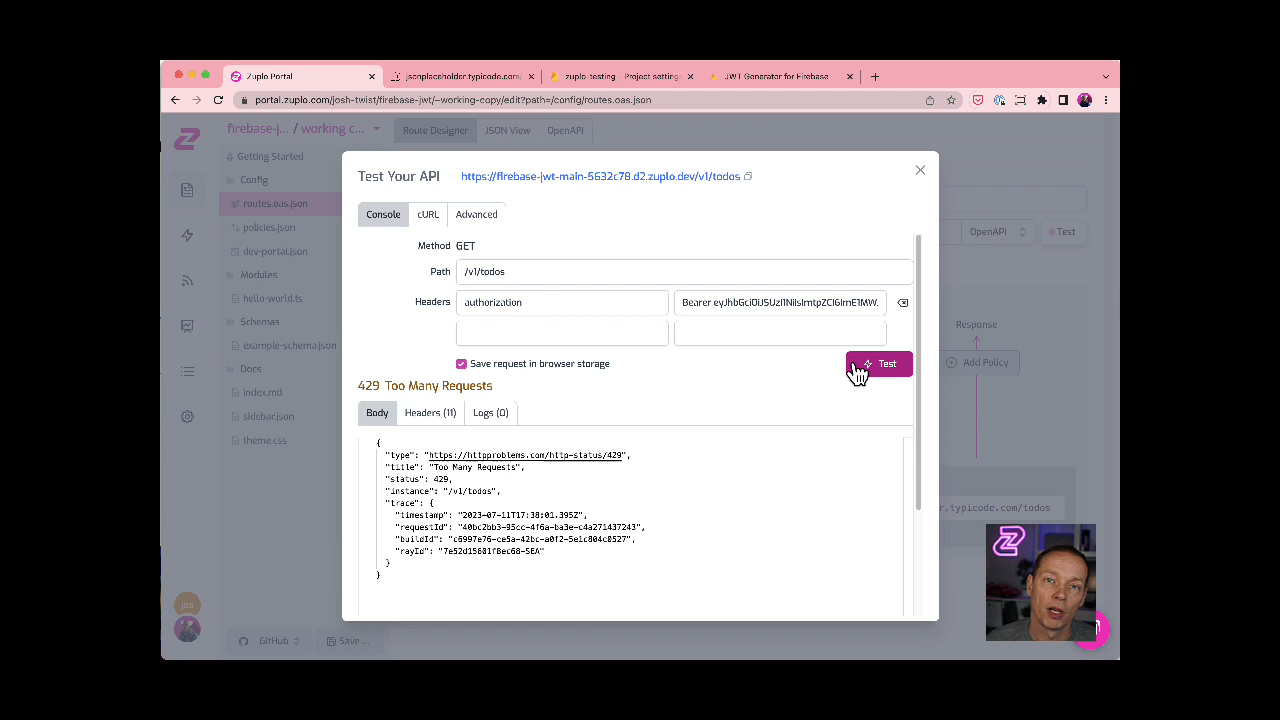 Zuplo Portal
jsonplaceholder.typicode.com/
zuplo-testing - Project settings
JWT Generator for Firebase
portal.zuplo.com/josh-twist/firebase-jwt/~working-copy/edit?path=/config/routes.oas.json
firebase-j... / working c...
Route Designer
JSON View
OpenAPI
Getting Started
Config
routes.oas.json
policies.json
dev-portal.json
Modules
hello-world.ts
Schemas
example-schema.json
Docs
index.md
sidebar.json
theme.css
jos
GitHub
Save ...
OpenAPI
Test
Response
Add Policy
r.typicode.com/todos
Test Your API
https://firebase-jwt-main-5632c78.d2.zuplo.dev/v1/todos
Console
cURL
Advanced
Method GET
Path /v1/todos
Headers authorization
Save request in browser storage
Test
429 Too Many Requests
Body
Headers (11)
Logs (0)
{
"type": "https://httpproblems.com/http-status/429",
"title": "Too Many Requests",
"status": 429,
"instance": "/v1/todos",
"trace": {
"timestamp": "2023-07-11T17:38:01.395Z",
"requestId": "40bc2bb3-95cc-4f6a-ba3e-c4a271437243",
"buildId": "c6997e76-ce5a-42bc-a0f2-5e1c804c0527",
"rayId": "7e52d15601f8ec68-SEA"
}
}